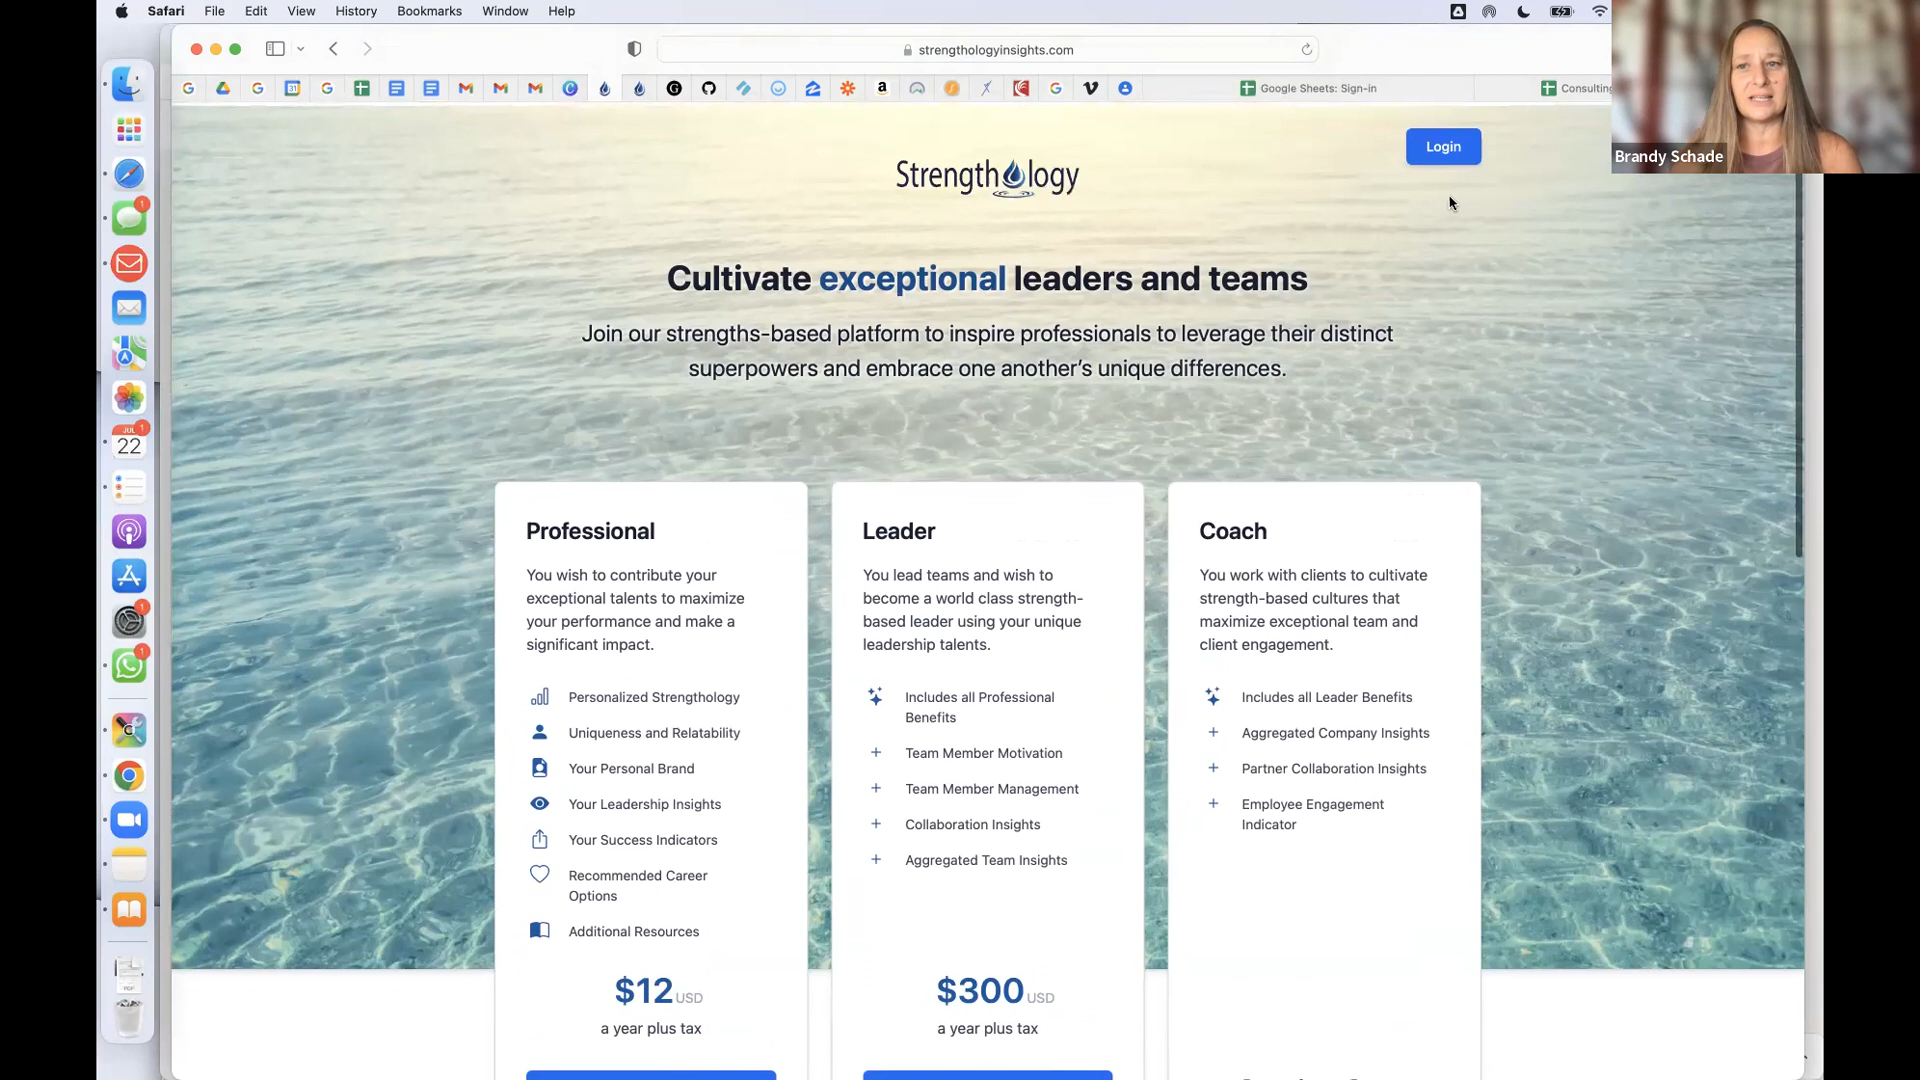 Safari File Edit View History Bookmarks Window Help
strengthologyinsights.com
Google Sheets: Sign-in
Consulting
Brandy Schade
Login
Strengthology
Cultivate exceptional leaders and teams
Join our strengths-based platform to inspire professionals to leverage their distinct
superpowers and embrace one another’s unique differences.
Professional
You wish to contribute your
exceptional talents to maximize
your performance and make a
significant impact.
Personalized Strengthology
Uniqueness and Relatability
Your Personal Brand
Your Leadership Insights
Your Success Indicators
Recommended Career
Options
Additional Resources
$12 USD
a year plus tax
Leader
You lead teams and wish to
become a world class strength-
based leader using your unique
leadership talents.
Includes all Professional
Benefits
Team Member Motivation
Team Member Management
Collaboration Insights
Aggregated Team Insights
$300 USD
a year plus tax
Coach
You work with clients to cultivate
strength-based cultures that
maximize exceptional team and
client engagement.
Includes all Leader Benefits
Aggregated Company Insights
Partner Collaboration Insights
Employee Engagement
Indicator
JUL
22